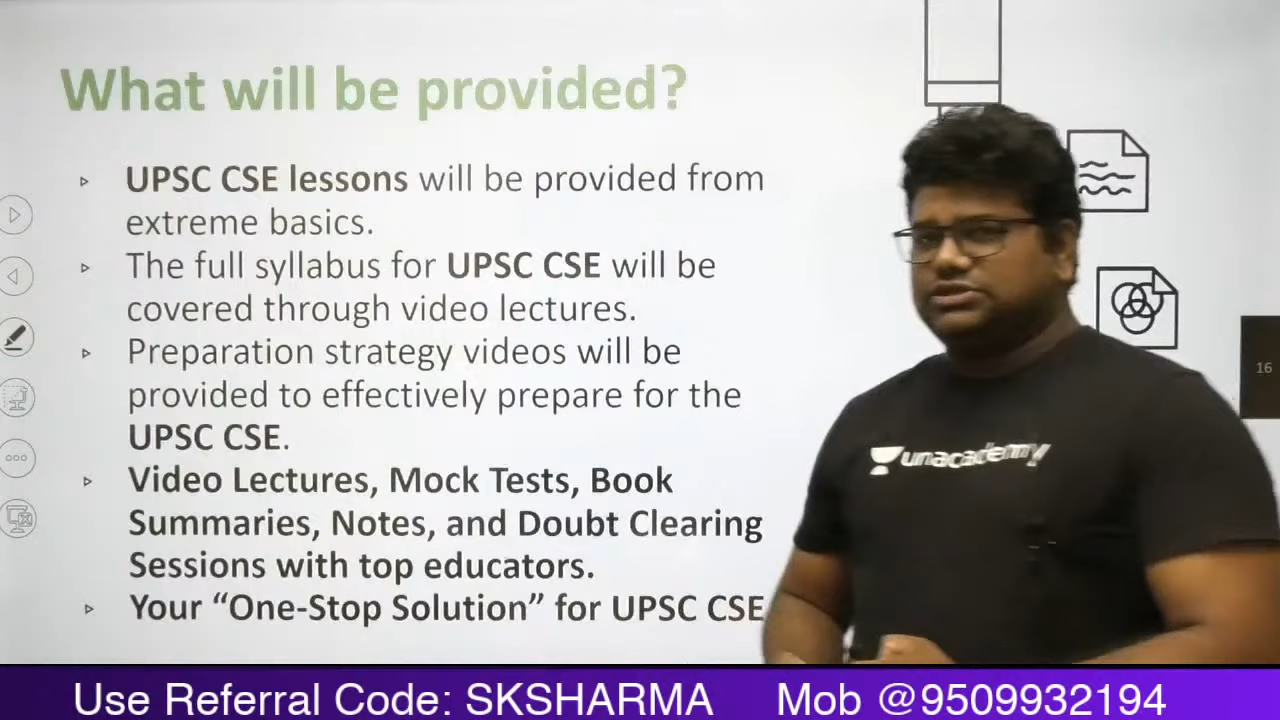 What will be provided?
▹ UPSC CSE lessons will be provided from
extreme basics.
▹ The full syllabus for UPSC CSE will be
covered through video lectures.
▹ Preparation strategy videos will be
provided to effectively prepare for the
UPSC CSE.
▹ Video Lectures, Mock Tests, Book
Summaries, Notes, and Doubt Clearing
Sessions with top educators.
▹ Your “One-Stop Solution” for UPSC CSE
16
unacademy
Use Referral Code: SKSHARMA Mob @9509932194